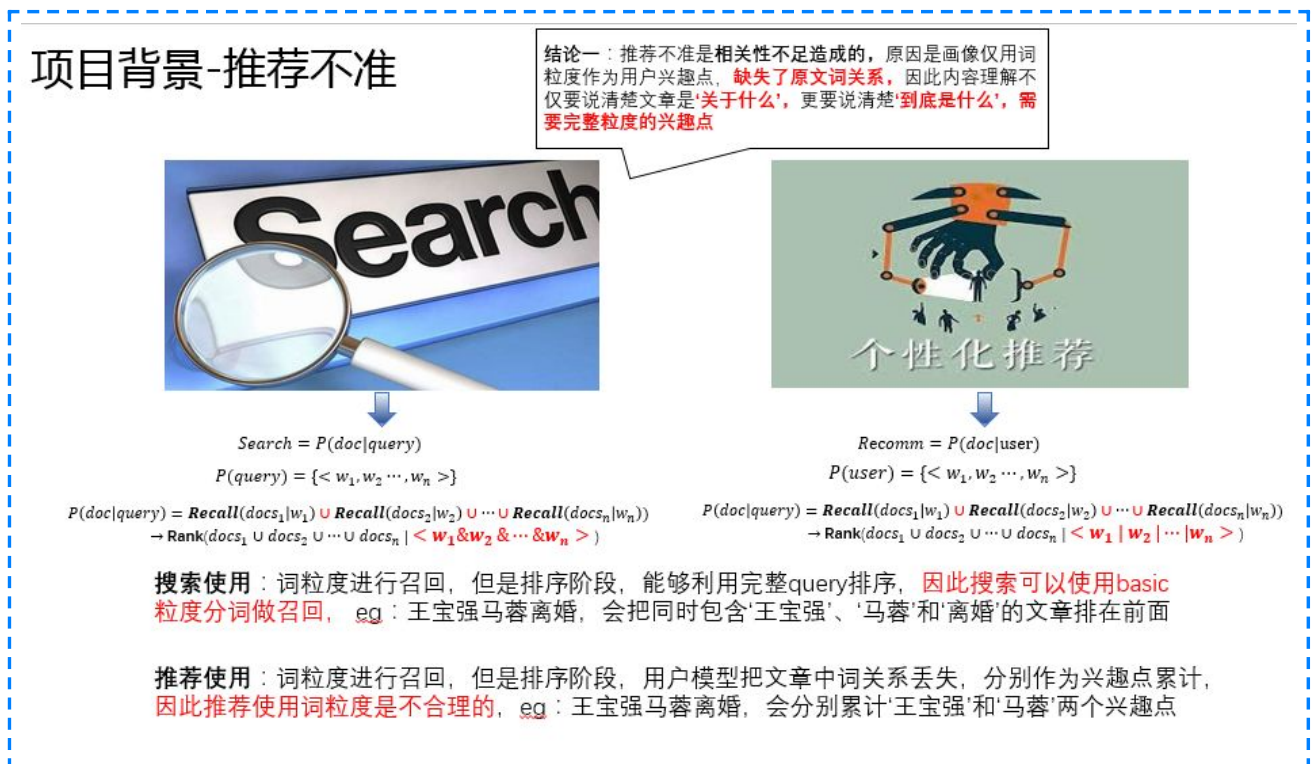 项目背景-推荐不准
结论一：推荐不准是相关性不足造成的，原因是画像仅用词
粒度作为用户兴趣点，缺失了原文词关系，因此内容理解不
仅要说清楚文章是‘关于什么’，更要说清楚‘到底是什么’，需
要完整粒度的兴趣点
Search
个性化推荐
Search = P(doc|query)
P(query) = {< w₁, w₂ ⋯, wₙ >}
P(doc|query) = Recall(docs₁|w₁) ∪ Recall(docs₂|w₂) ∪ ⋯ ∪ Recall(docsₙ|wₙ))
→ Rank(docs₁ ∪ docs₂ ∪ ⋯ ∪ docsₙ | < w₁&w₂ & ⋯ &wₙ > )
Recomm = P(doc|user)
P(user) = {< w₁, w₂ ⋯, wₙ >}
P(doc|query) = Recall(docs₁|w₁) ∪ Recall(docs₂|w₂) ∪ ⋯ ∪ Recall(docsₙ|wₙ))
→ Rank(docs₁ ∪ docs₂ ∪ ⋯ ∪ docsₙ | < w₁ | w₂ | ⋯ |wₙ > )
搜索使用：词粒度进行召回，但是排序阶段，能够利用完整query排序，因此搜索可以使用basic
粒度分词做召回， eg：王宝强马蓉离婚，会把同时包含‘王宝强’、‘马蓉’和‘离婚’的文章排在前面
推荐使用：词粒度进行召回，但是排序阶段，用户模型把文章中词关系丢失，分别作为兴趣点累计，
因此推荐使用词粒度是不合理的，eg：王宝强马蓉离婚，会分别累计‘王宝强’和‘马蓉’两个兴趣点